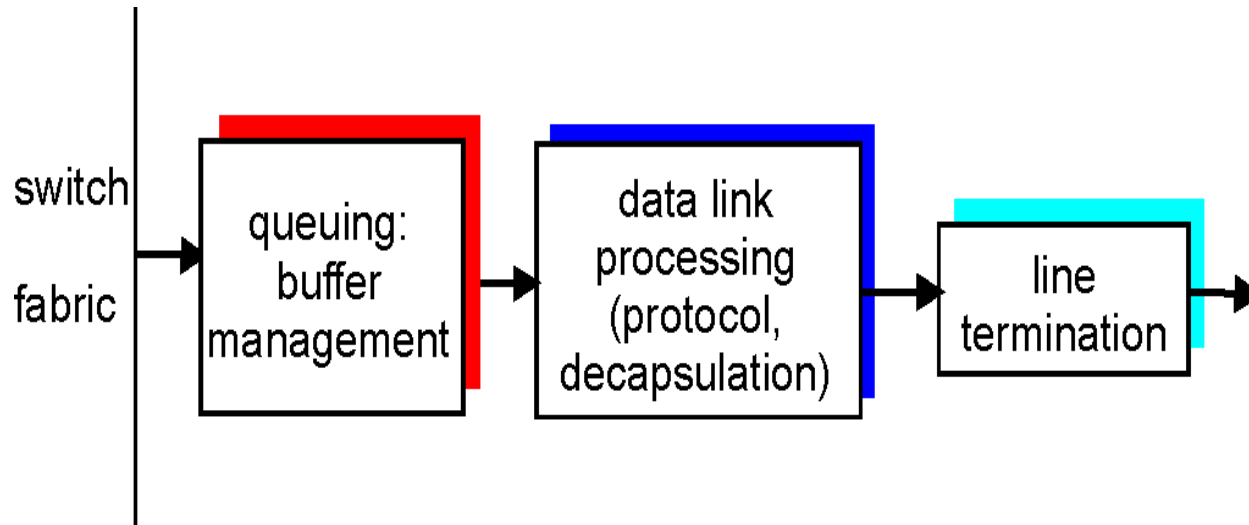 switch
fabric
queuing:
buffer
management
data link
processing
(protocol,
decapsulation)
line
termination